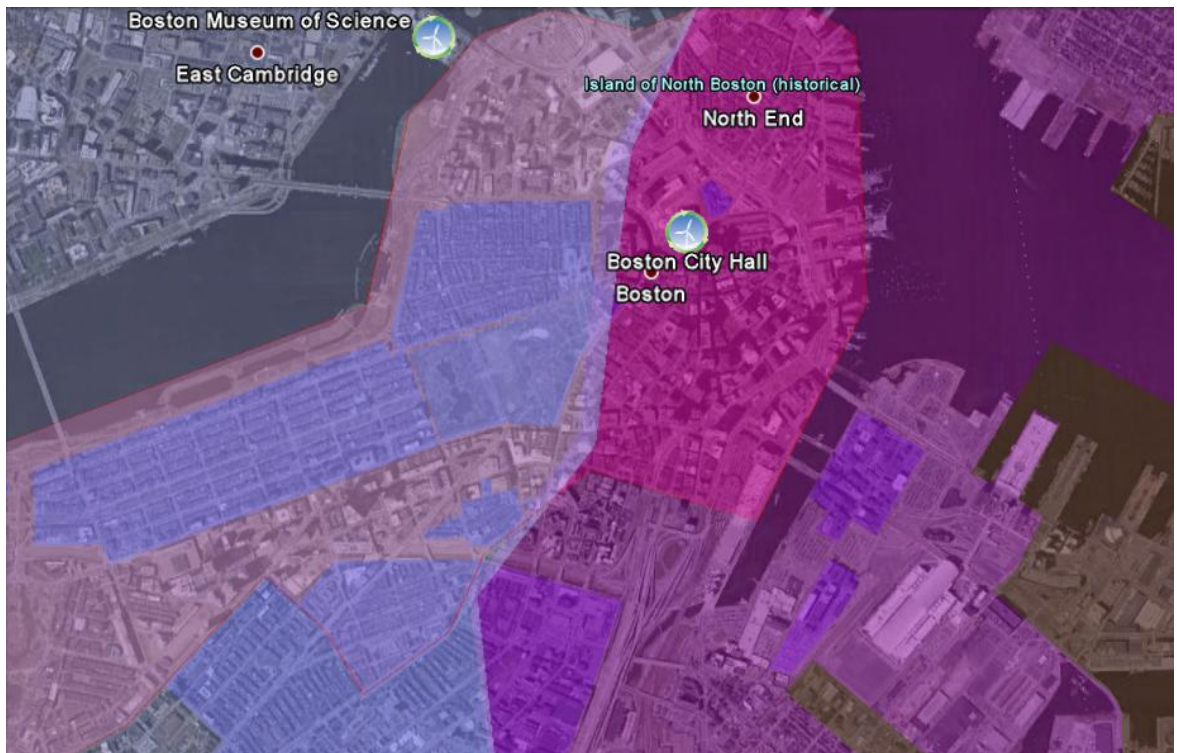 Boston Museum of Science
East Cambridge
Island of North Boston (historical)
North End
Boston City Hall
Boston